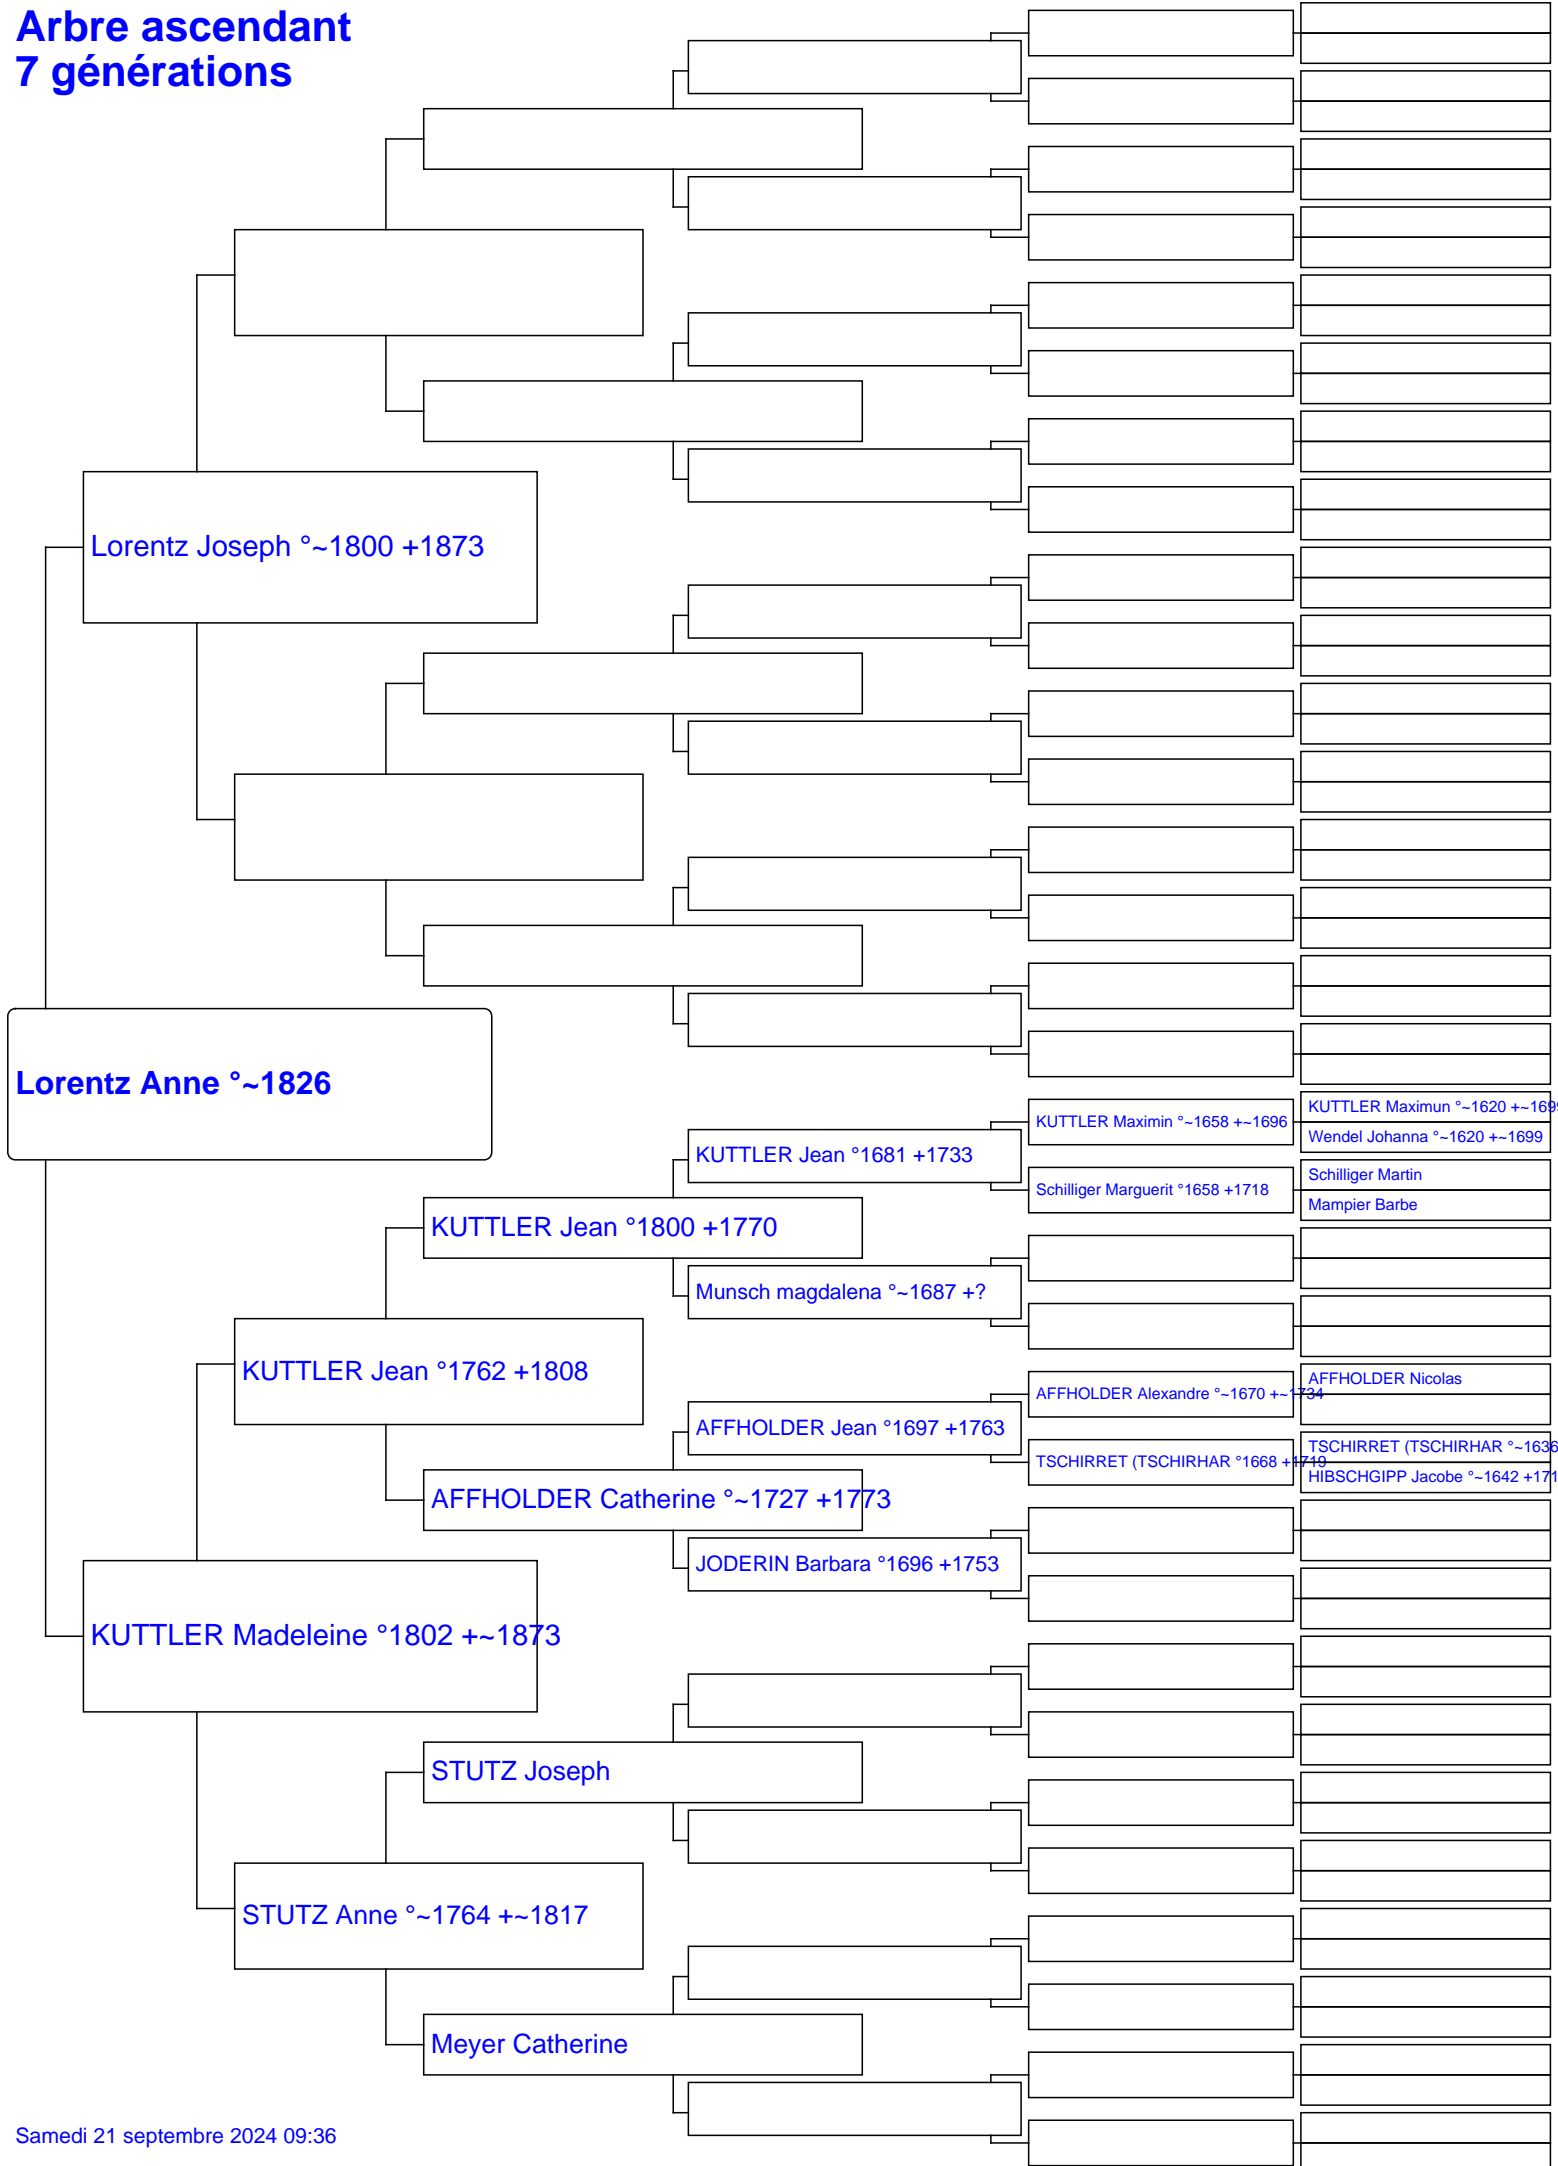 Arbre ascendant
7 générations
Lorentz Joseph °~1800 +1873
Lorentz Anne °~1826
KUTTLER Maximin °~1658 +~1696
KUTTLER Maximun °~1620 +~1699
Wendel Johanna °~1620 +~1699
KUTTLER Jean °1681 +1733
Schilliger Marguerit °1658 +1718
Schilliger Martin
Mampier Barbe
KUTTLER Jean °1800 +1770
Munsch magdalena °~1687 +?
KUTTLER Jean °1762 +1808
AFFHOLDER Alexandre °~1670 +~1734
AFFHOLDER Nicolas
AFFHOLDER Jean °1697 +1763
TSCHIRRET (TSCHIRHAR °1668 +1719
TSCHIRRET (TSCHIRHAR °~1636
HIBSCHGIPP Jacobe °~1642 +171
AFFHOLDER Catherine °~1727 +1773
JODERIN Barbara °1696 +1753
KUTTLER Madeleine °1802 +~1873
STUTZ Joseph
STUTZ Anne °~1764 +~1817
Meyer Catherine
Samedi 21 septembre 2024 09:36